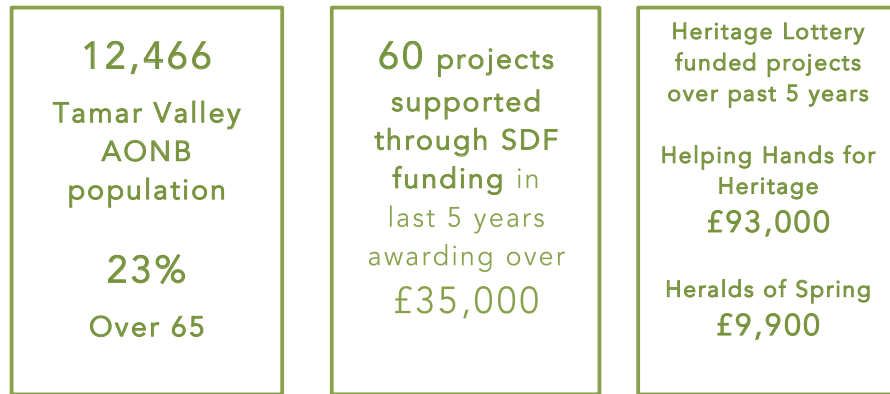 12,466
Tamar Valley
AONB
population
23%
Over 65
60 projects
supported
through SDF
funding in
last 5 years
awarding over
£35,000
Heritage Lottery
funded projects
over past 5 years
Helping Hands for
Heritage
£93,000
Heralds of Spring
£9,900